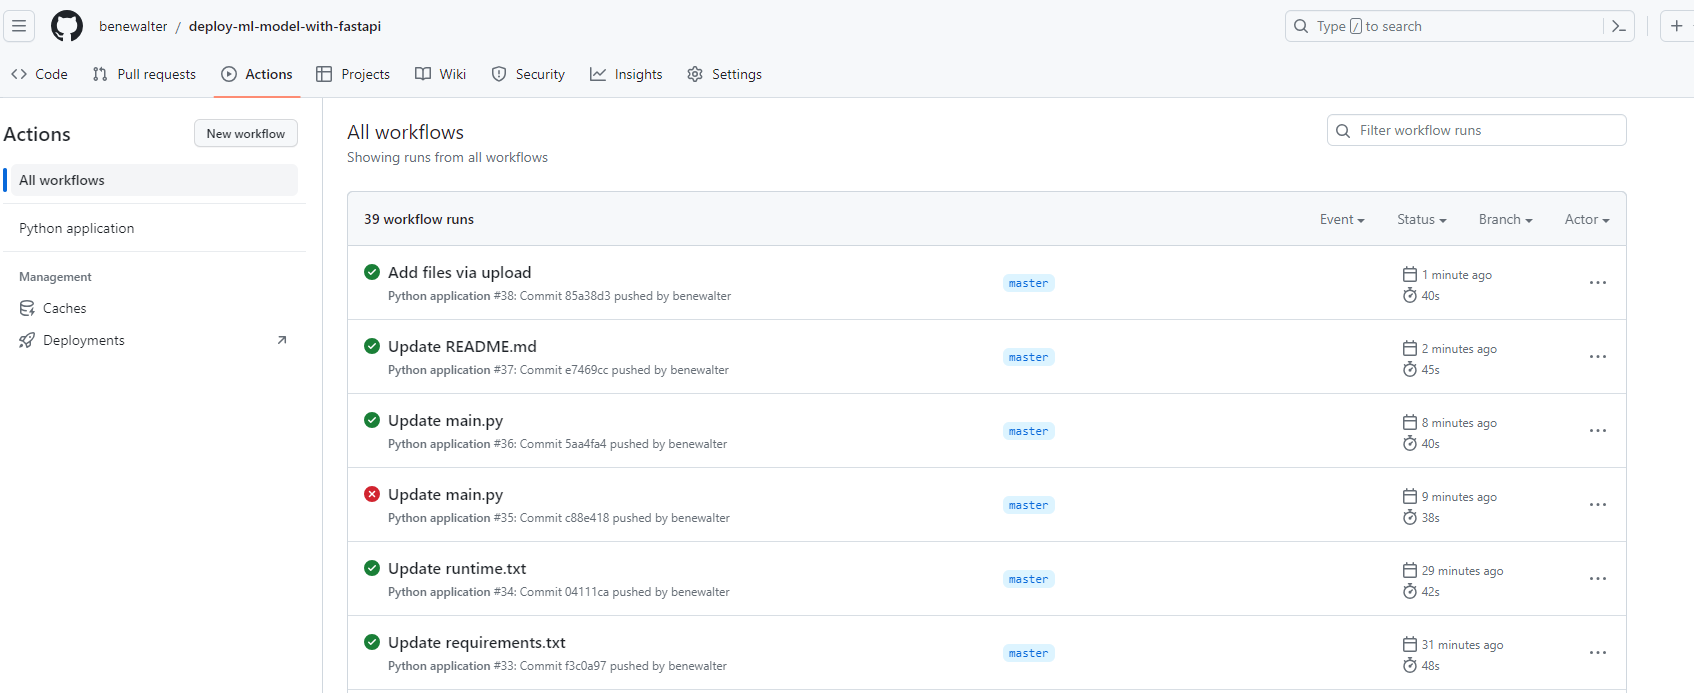 benewalter / deploy-ml-model-with-fastapi
Type / to search
Code
Pull requests
Actions
Projects
Wiki
Security
Insights
Settings
Actions
New workflow
All workflows
Python application
Management
Caches
Deployments
All workflows
Showing runs from all workflows
Filter workflow runs
39 workflow runs
Event
Status
Branch
Actor
Add files via upload
Python application #38: Commit 85a38d3 pushed by benewalter
master
1 minute ago
40s
Update README.md
Python application #37: Commit e7469cc pushed by benewalter
master
2 minutes ago
45s
Update main.py
Python application #36: Commit 5aa4fa4 pushed by benewalter
master
8 minutes ago
40s
Update main.py
Python application #35: Commit c88e418 pushed by benewalter
master
9 minutes ago
38s
Update runtime.txt
Python application #34: Commit 04111ca pushed by benewalter
master
29 minutes ago
42s
Update requirements.txt
Python application #33: Commit f3c0a97 pushed by benewalter
master
31 minutes ago
48s